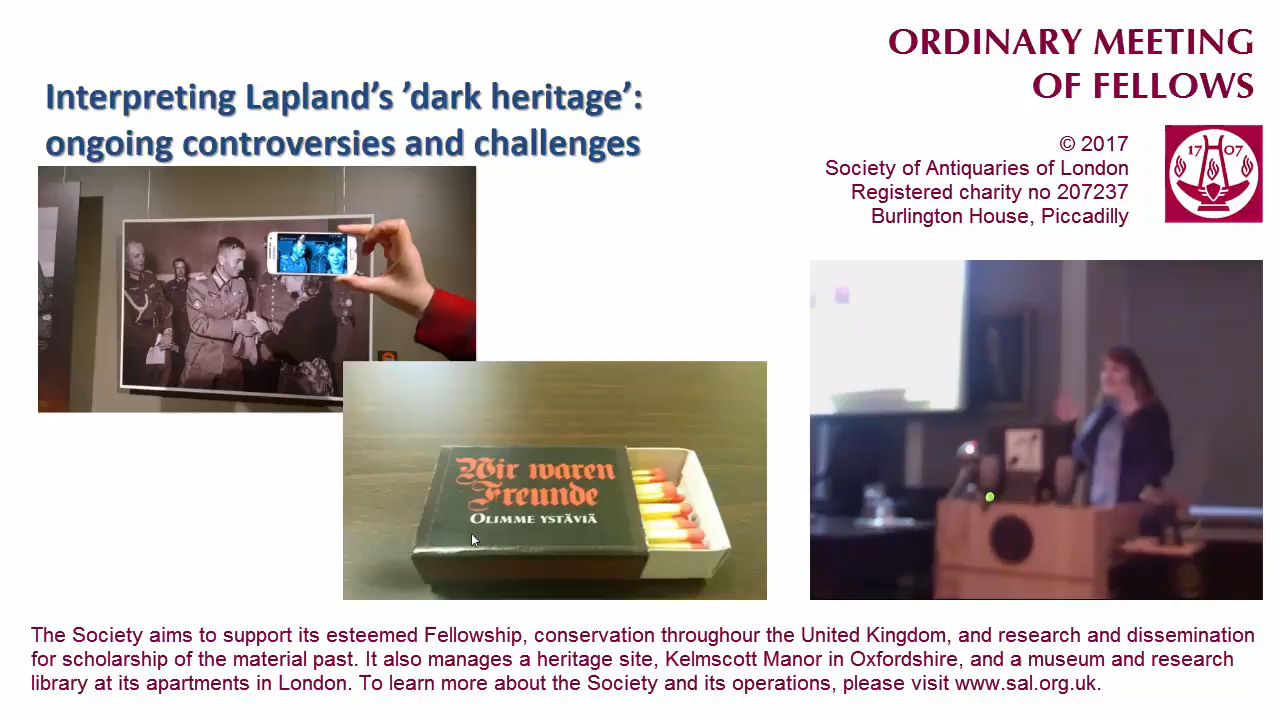 ORDINARY MEETING
OF FELLOWS
Interpreting Lapland’s ’dark heritage’:
ongoing controversies and challenges
© 2017
Society of Antiquaries of London
Registered charity no 207237
Burlington House, Piccadilly
17 07
Wir waren
Freunde
OLIMME YSTÄVIÄ
The Society aims to support its esteemed Fellowship, conservation throughour the United Kingdom, and research and dissemination
for scholarship of the material past. It also manages a heritage site, Kelmscott Manor in Oxfordshire, and a museum and research
library at its apartments in London. To learn more about the Society and its operations, please visit www.sal.org.uk.